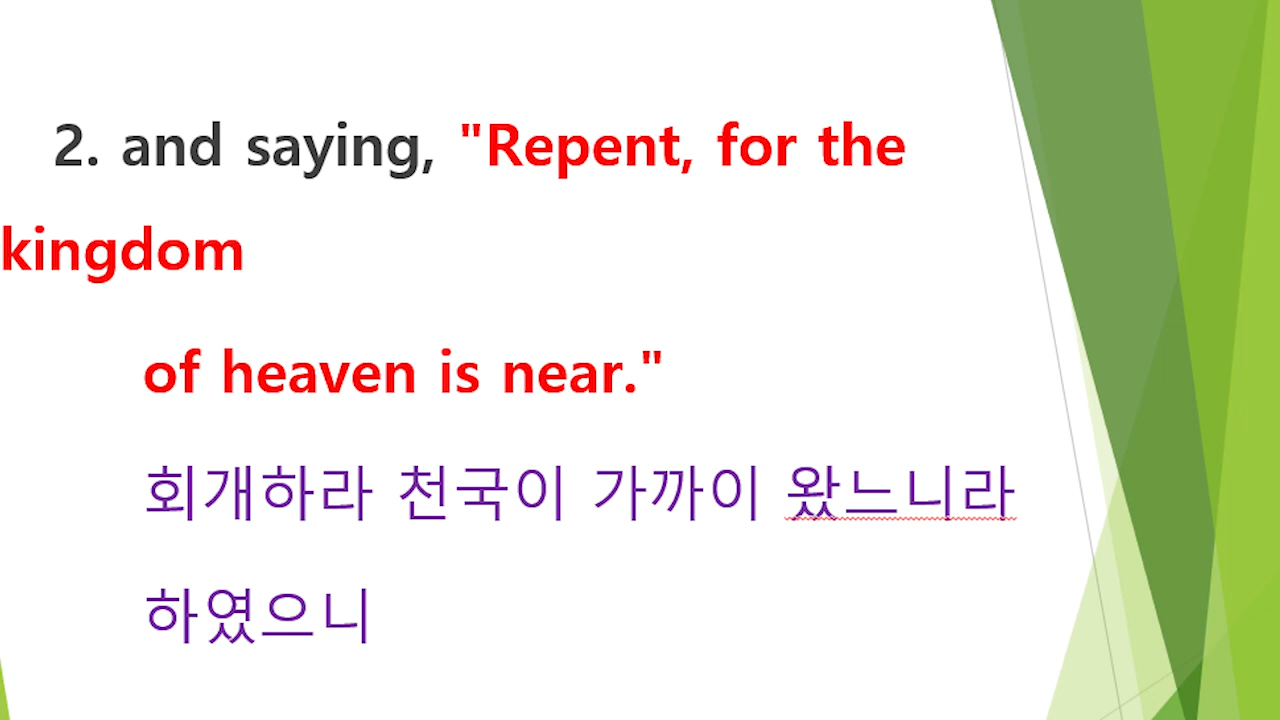 2. and saying, "Repent, for the
kingdom
of heaven is near."
회개하라 천국이 가까이 왔느니라
하였으니